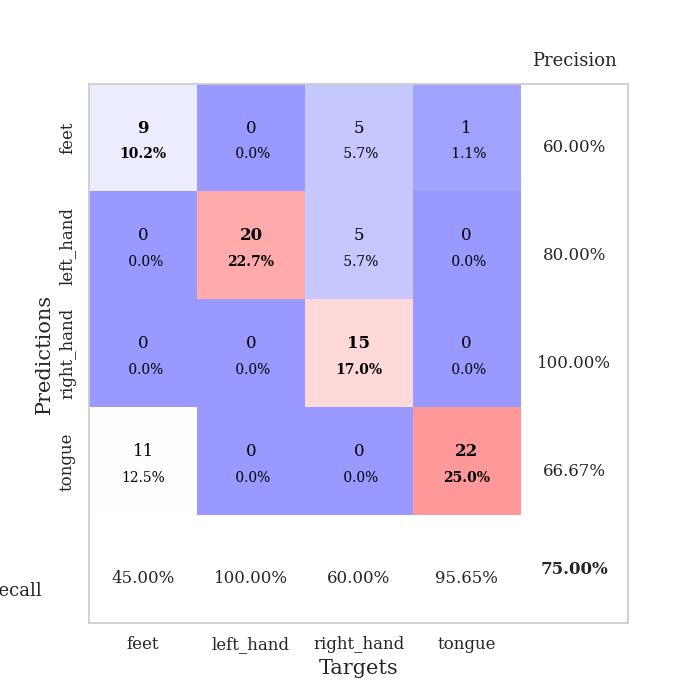 Precision
feet
9 0 5 1
10.2% 0.0% 5.7% 1.1%
60.00%
left_hand
0 20 5 0
0.0% 22.7% 5.7% 0.0%
80.00%
Predictions
right_hand
0 0 15 0
0.0% 0.0% 17.0% 0.0%
100.00%
tongue
11 0 0 22
12.5% 0.0% 0.0% 25.0%
66.67%
ecall
45.00% 100.00% 60.00% 95.65% 75.00%
feet left_hand right_hand tongue
Targets